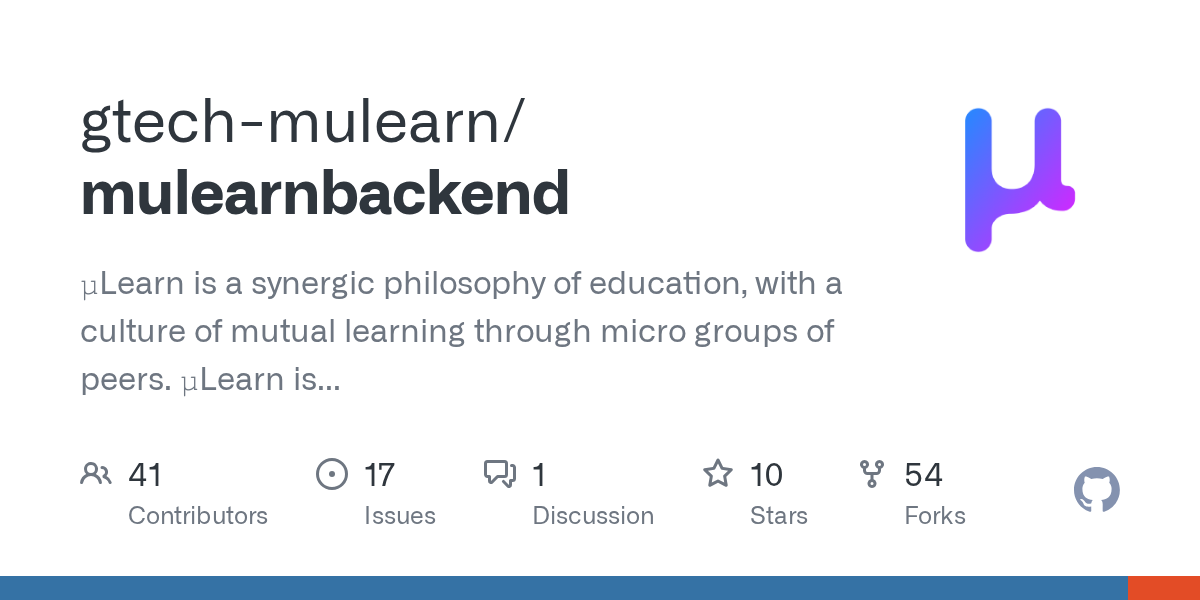 gtech-mulearn/
mulearnbackend
µ
µLearn is a synergic philosophy of education, with a
culture of mutual learning through micro groups of
peers. µLearn is...
41 17 1 10 54
Contributors Issues Discussion Stars Forks